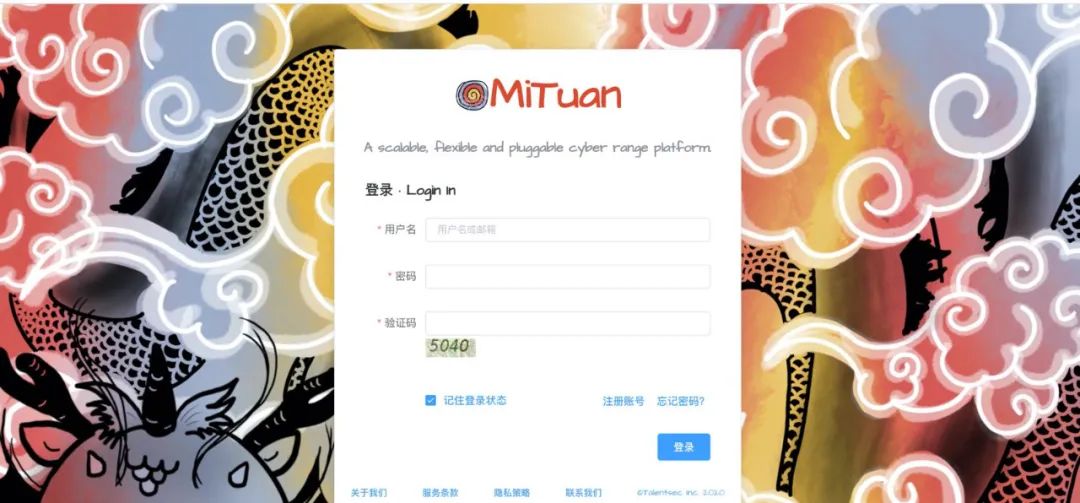 MiTuan
A scalable, flexible and pluggable cyber range platform.
登录 · Login In
* 用户名 用户名或邮箱
* 密码
* 验证码
5040
记住登录状态 注册账号 忘记密码?
登录
关于我们 服务条款 隐私策略 联系我们 ©Talentsec Inc. 2020